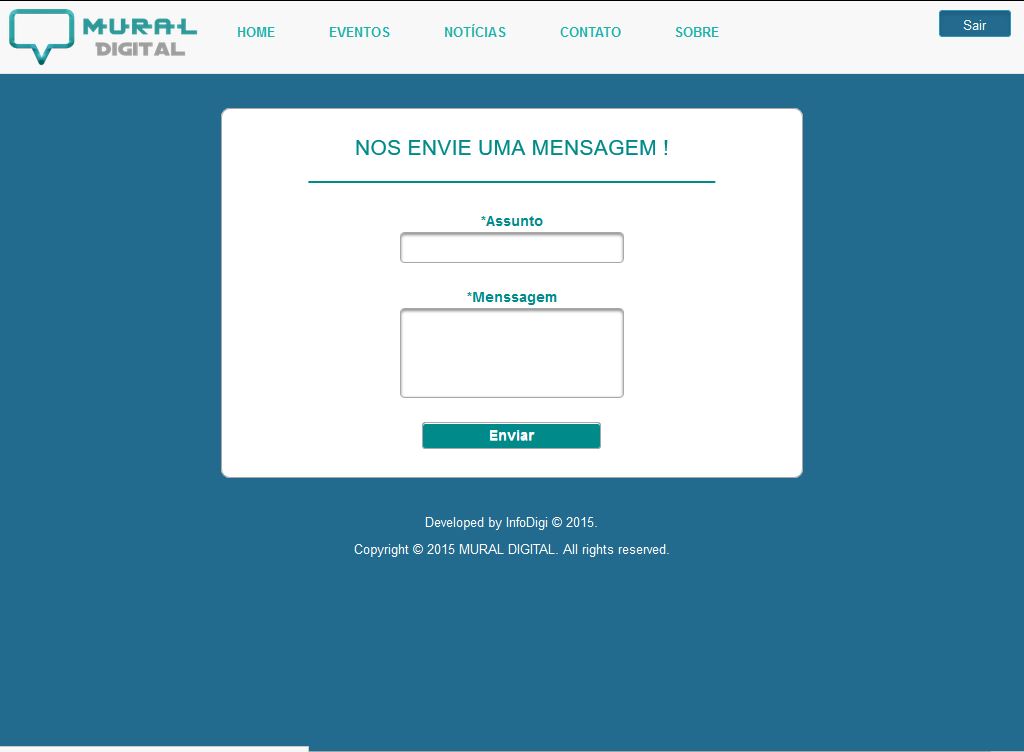 MURAL
DIGITAL
HOME EVENTOS NOTÍCIAS CONTATO SOBRE
Sair
NOS ENVIE UMA MENSAGEM !
*Assunto
*Menssagem
Enviar
Developed by InfoDigi © 2015.
Copyright © 2015 MURAL DIGITAL. All rights reserved.